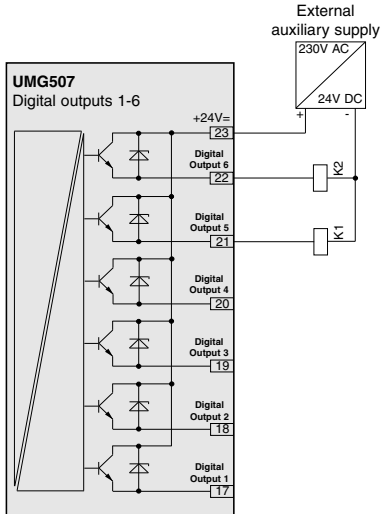 External
auxiliary supply
230V AC
24V DC
+ -
UMG507
Digital outputs 1-6
+24V=
23
Digital
Output 6
22
K2
Digital
Output 5
21
K1
Digital
Output 4
20
Digital
Output 3
19
Digital
Output 2
18
Digital
Output 1
17